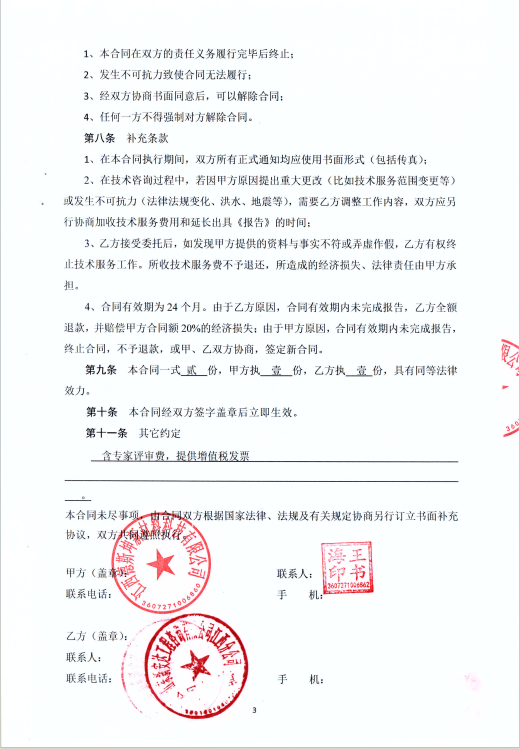 1、本合同在双方的责任义务履行完毕后终止；
2、发生不可抗力致使合同无法履行；
3、经双方协商书面同意后，可以解除合同；
4、任何一方不得强制对方解除合同。
第八条 补充条款
1、在本合同执行期间，双方所有正式通知均应使用书面形式（包括传真）；
2、在技术咨询过程中，若因甲方原因提出重大更改（比如技术服务范围变更等）
或发生不可抗力（法律法规变化、洪水、地震等），需要乙方调整工作内容，双方应另
行协商加收技术服务费用和延长出具《报告》的时间；
3、乙方接受委托后，如发现甲方提供的资料与事实不符或弄虚作假，乙方有权终
止技术服务工作。所收技术服务费不予退还，所造成的经济损失、法律责任由甲方承
担。
4、合同有效期为 24 个月。由于乙方原因，合同有效期内未完成报告，乙方全额
退款，并赔偿甲方合同额 20%的经济损失；由于甲方原因，合同有效期内未完成报告，
终止合同，不予退款，或甲、乙双方协商，签定新合同。
第九条 本合同一式 贰 份，甲方执 壹 份，乙方执 壹 份，具有同等法律
效力。
第十条 本合同经双方签字盖章后立即生效。
第十一条 其它约定
含专家评审费，提供增值税发票
。
本合同未尽事项，由合同双方根据国家法律、法规及有关规定协商另行订立书面补充
协议，双方共同遵照执行。
甲方（盖章）：
联系人：
海王印书
3607271006862
联系电话：
手 机：
3607271006860
乙方（盖章）：
联系人：
联系电话：
手 机：
3